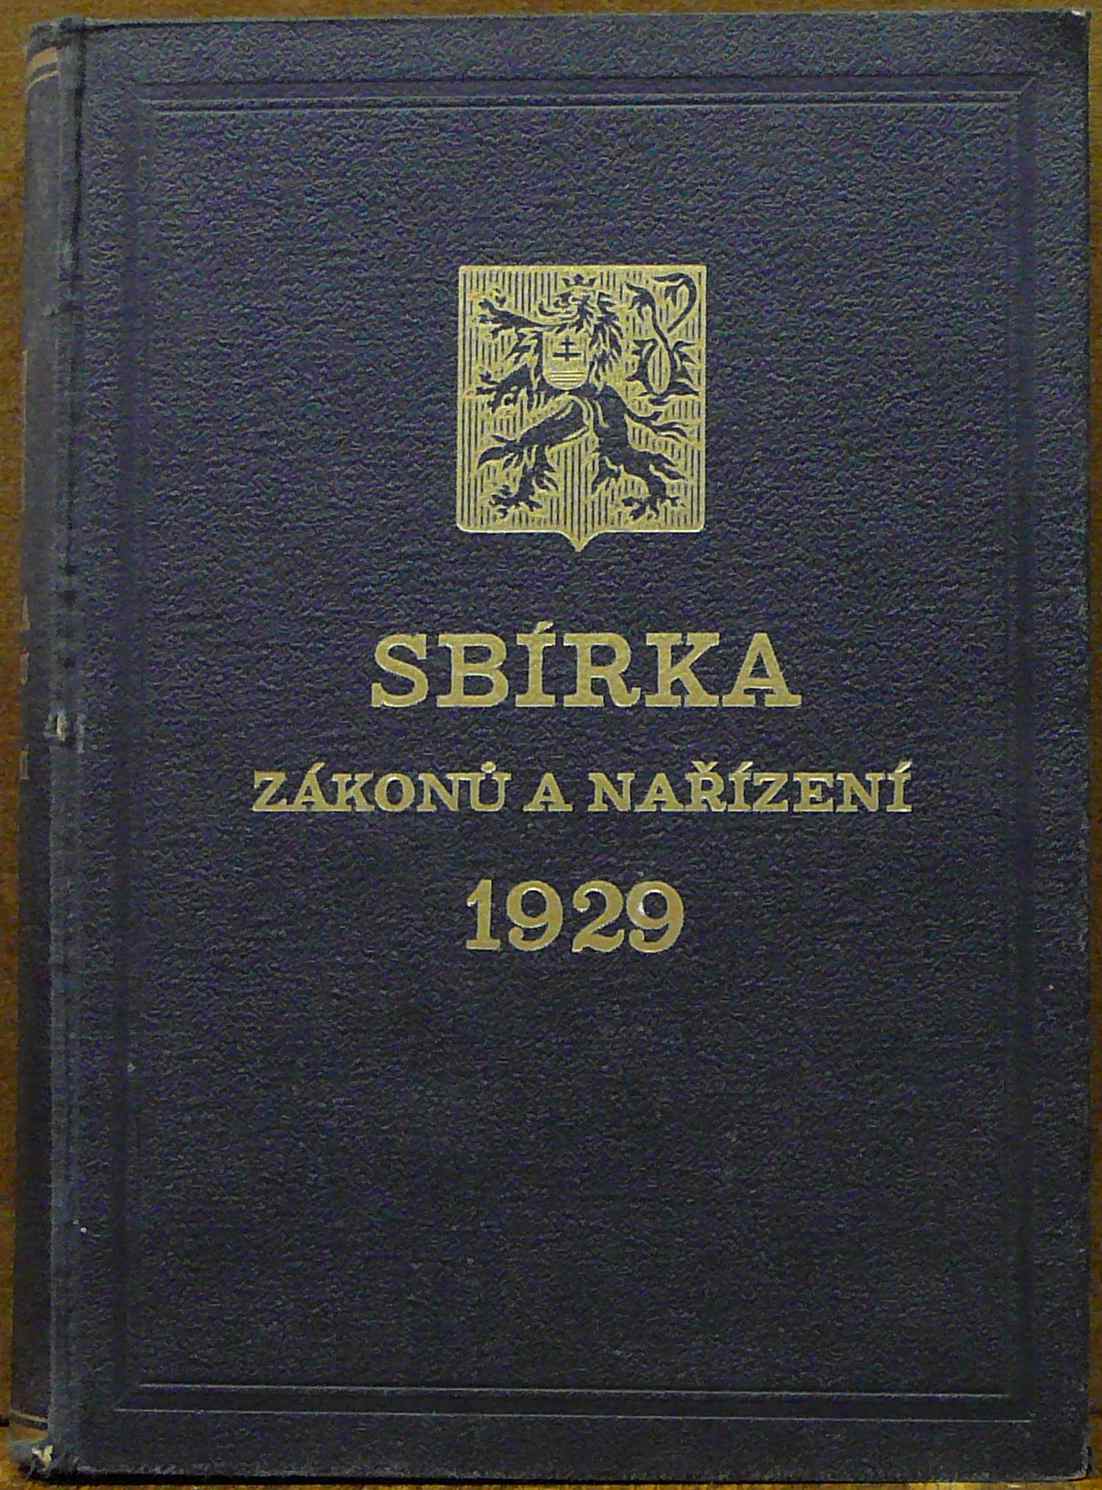 SBÍRKA
ZÁKONŮ A NAŘÍZENÍ
1929